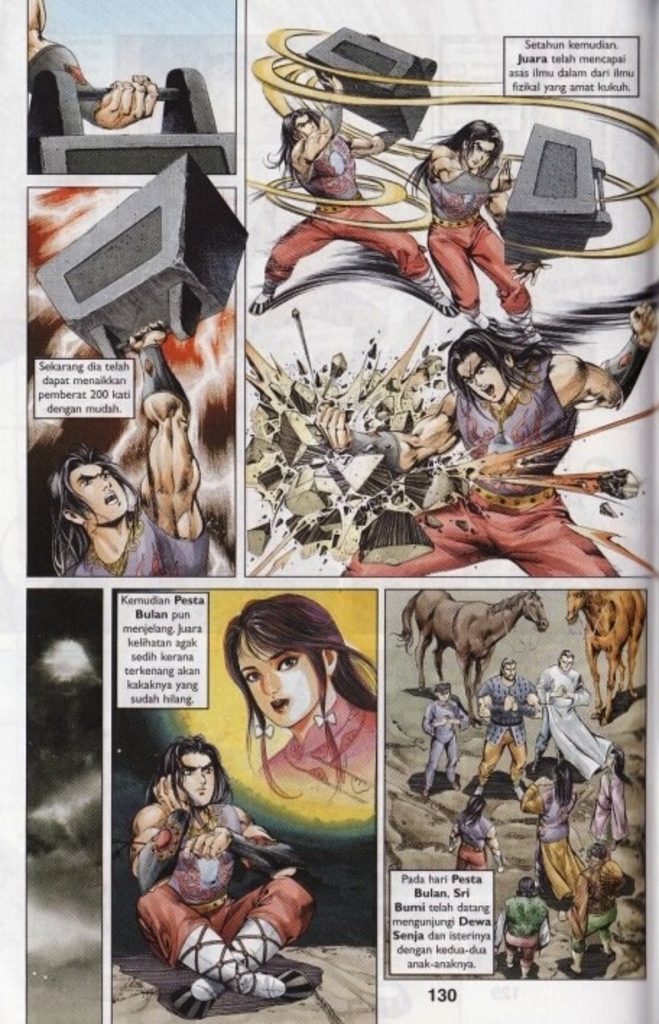 Setahun kemudian.
Juara telah mencapai
asas ilmu dalam dari ilmu
fizikal yang amat kukuh.
Sekarang dia telah
dapat menaikkan
pemberat 200 kati
dengan mudah.
Kemudian Pesta
Bulan pun
menjelang. Juara
kelihatan agak
sedih kerana
terkenang akan
kakaknya yang
sudah hilang.
Pada hari Pesta
Bulan, Sri
Bumi telah datang
mengunjungi Dewa
Senja dan isterinya
dengan kedua-dua
anak-anaknya.
130